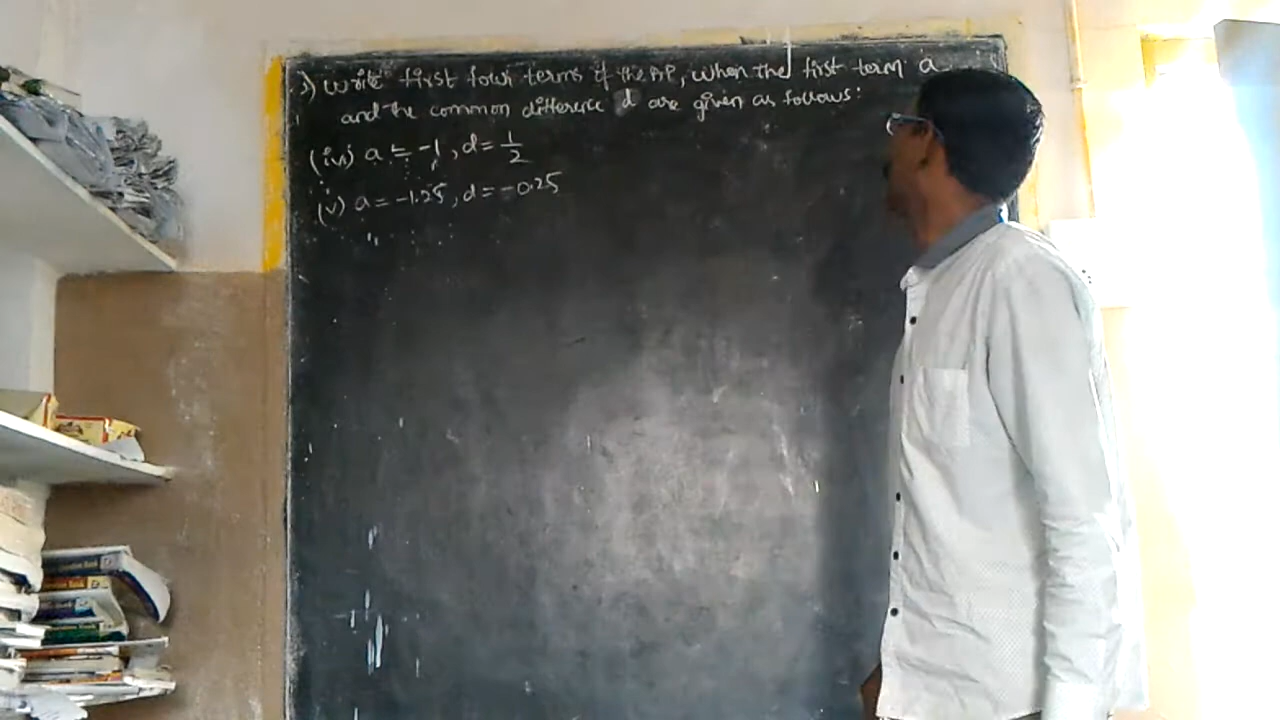 3) Write first four terms of the AP, when the first term a
and the common difference d are given as follows:
(iv) a = -1, d = 1/2
(v) a = -1.25, d = -0.25